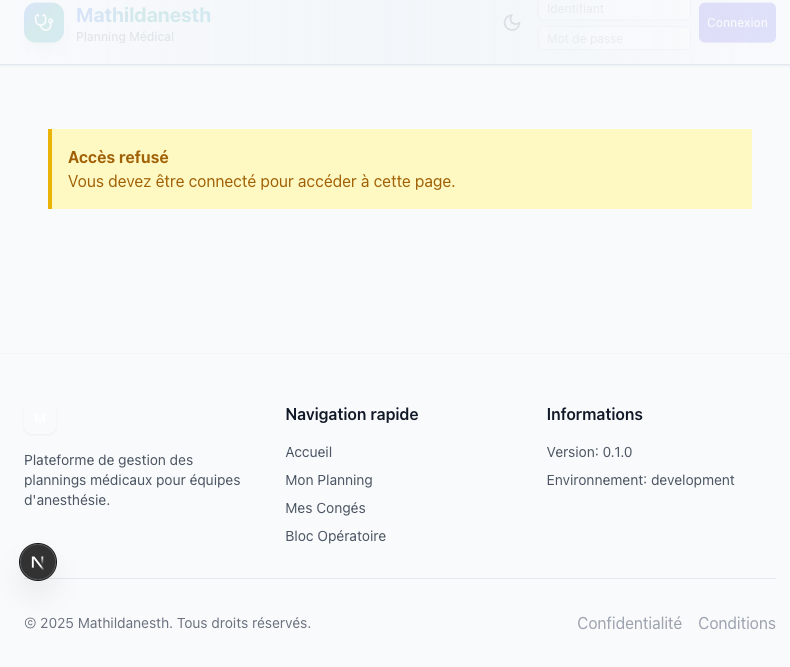 Mathildanesth
Planning Médical
Identifiant
Mot de passe
Connexion
Accès refusé
Vous devez être connecté pour accéder à cette page.
M
Plateforme de gestion des
plannings médicaux pour équipes
d'anesthésie.
Navigation rapide
Accueil
Mon Planning
Mes Congés
Bloc Opératoire
Informations
Version: 0.1.0
Environnement: development
N
© 2025 Mathildanesth. Tous droits réservés.
Confidentialité
Conditions